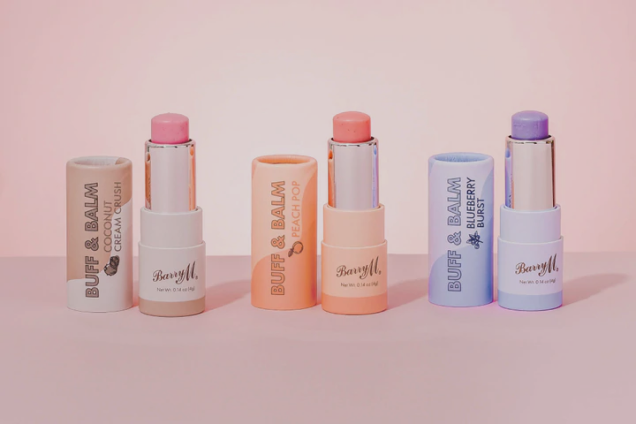 BUFF & BALM
COCONUT
CREAM CRUSH
Barry M
BUFF & BALM
PEACH POP
Barry M
BUFF & BALM
BLUEBERRY
BURST
Barry M